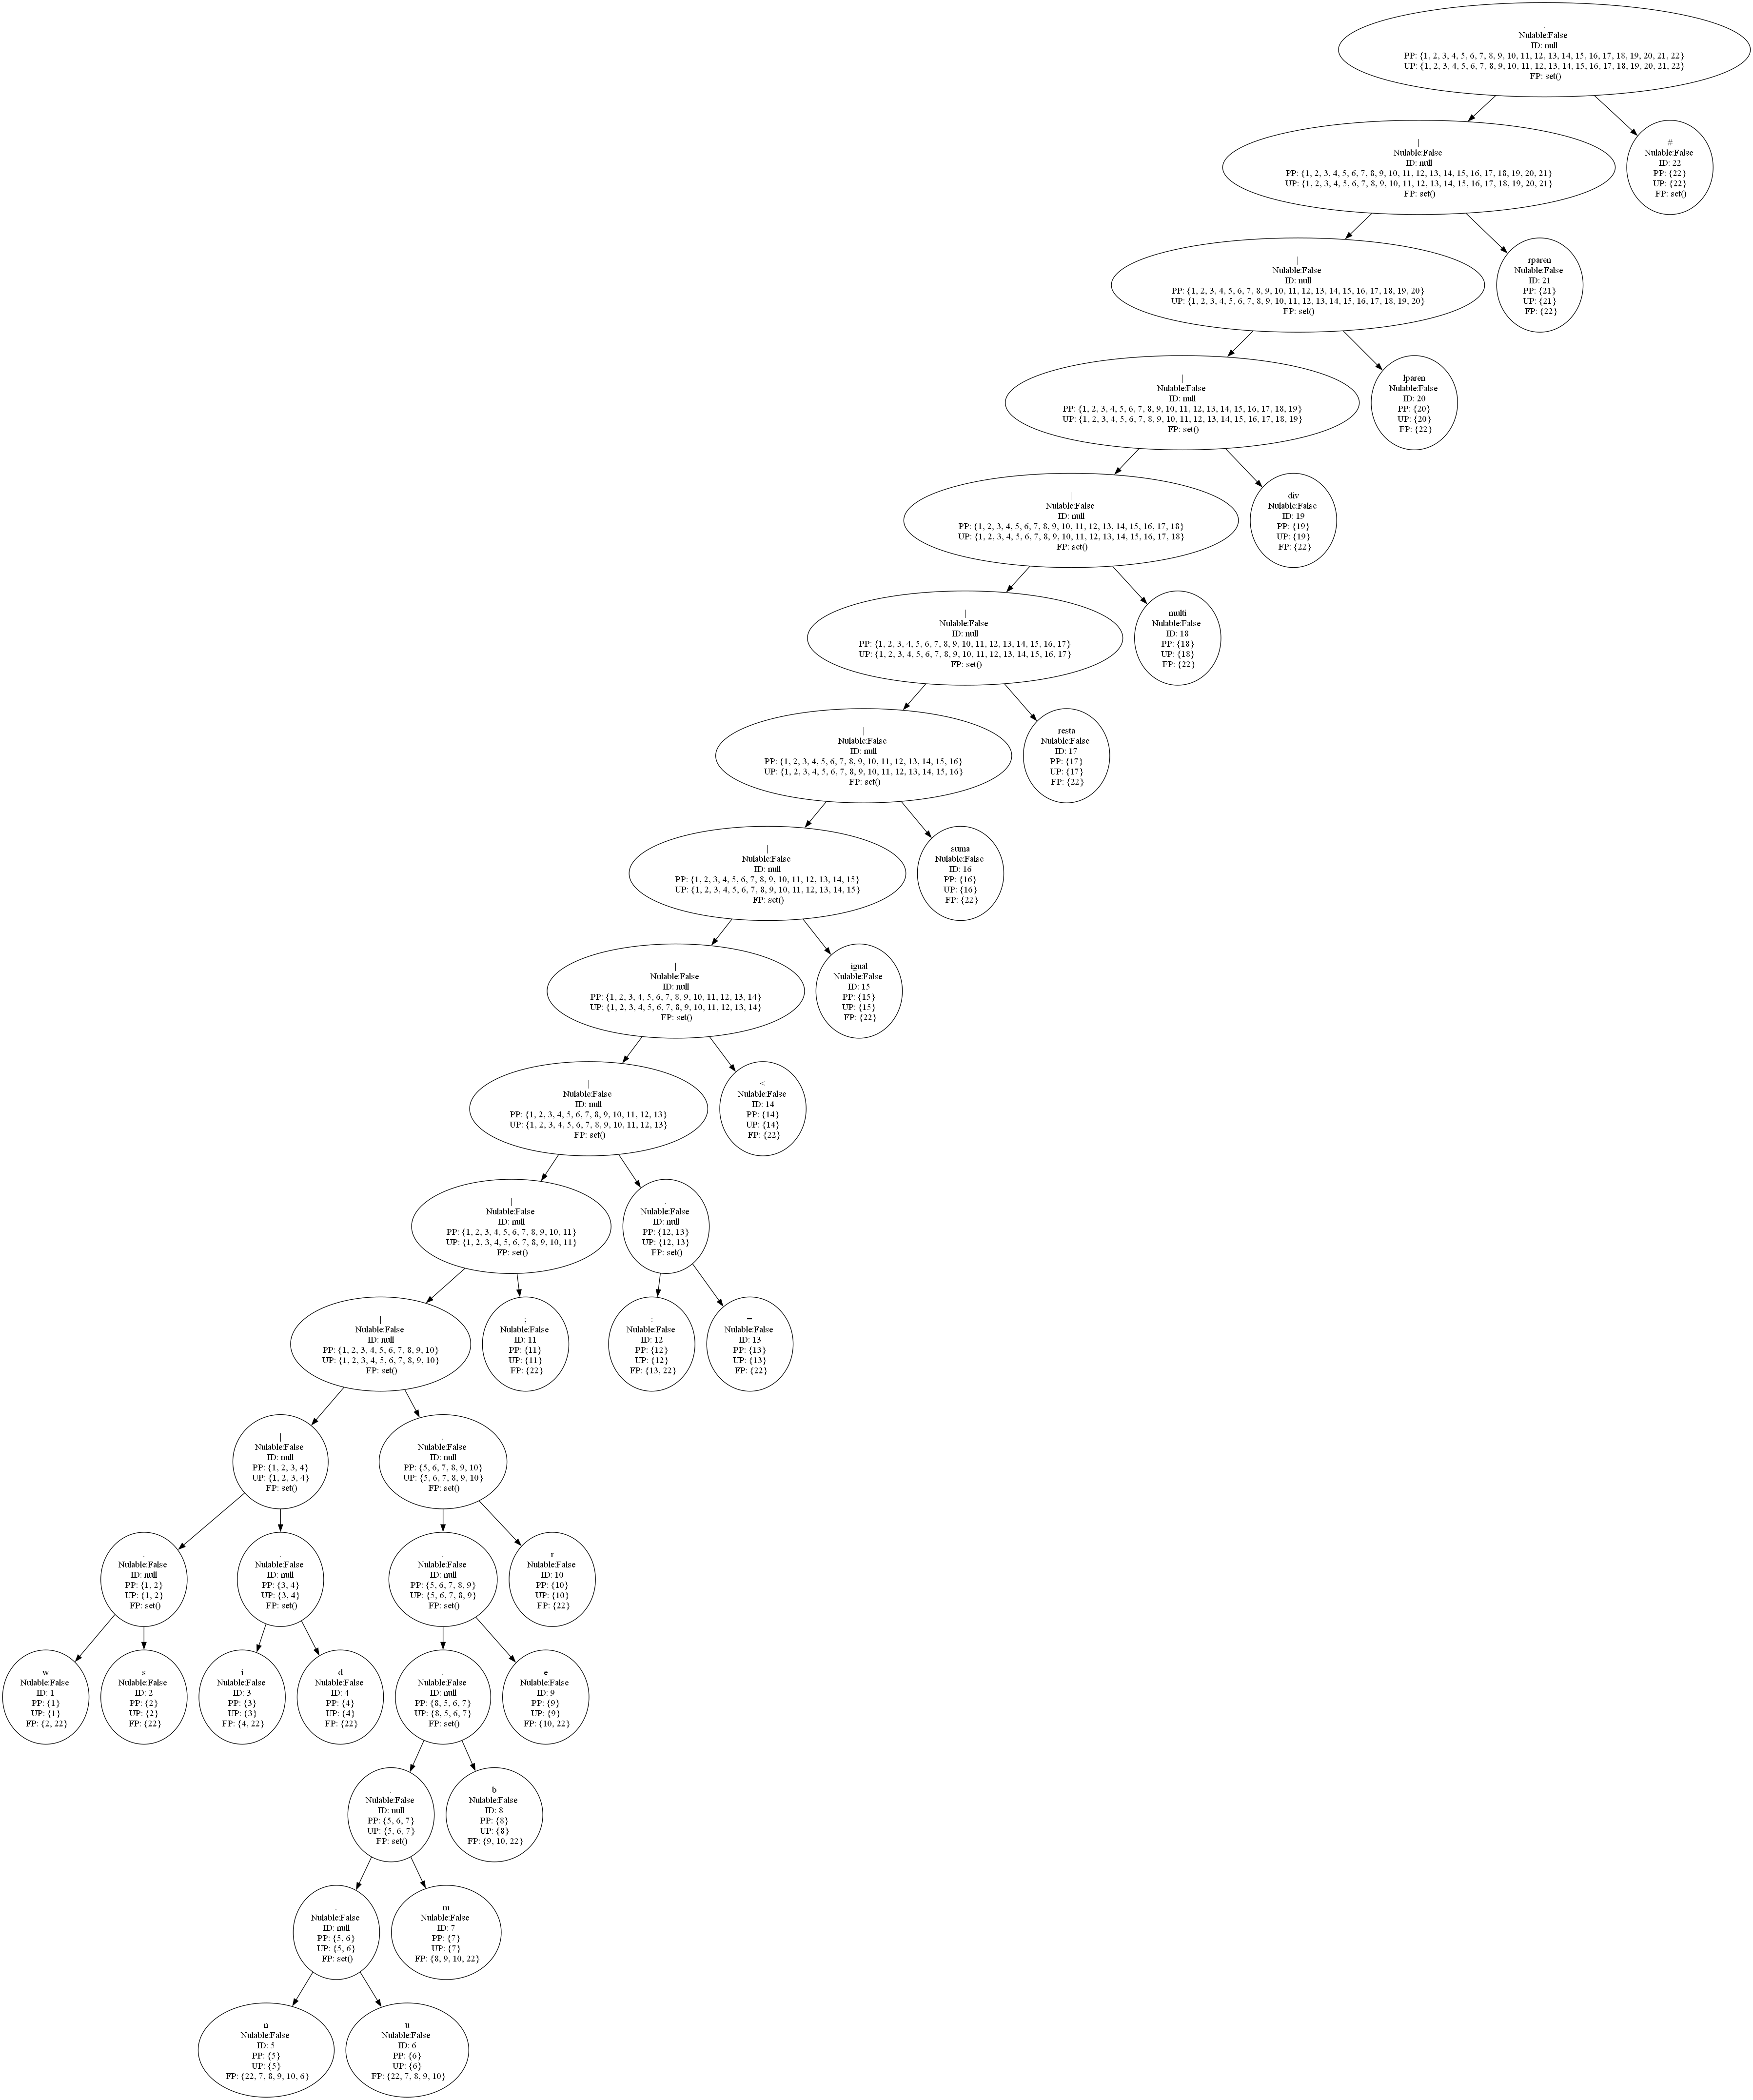 .
Nulable:False
ID: null
PP: {1, 2, 3, 4, 5, 6, 7, 8, 9, 10, 11, 12, 13, 14, 15, 16, 17, 18, 19, 20, 21, 22}
UP: {1, 2, 3, 4, 5, 6, 7, 8, 9, 10, 11, 12, 13, 14, 15, 16, 17, 18, 19, 20, 21, 22}
FP: set()
|
Nulable:False
ID: null
PP: {1, 2, 3, 4, 5, 6, 7, 8, 9, 10, 11, 12, 13, 14, 15, 16, 17, 18, 19, 20, 21}
UP: {1, 2, 3, 4, 5, 6, 7, 8, 9, 10, 11, 12, 13, 14, 15, 16, 17, 18, 19, 20, 21}
FP: set()
#
Nulable:False
ID: 22
PP: {22}
UP: {22}
FP: set()
|
Nulable:False
ID: null
PP: {1, 2, 3, 4, 5, 6, 7, 8, 9, 10, 11, 12, 13, 14, 15, 16, 17, 18, 19, 20}
UP: {1, 2, 3, 4, 5, 6, 7, 8, 9, 10, 11, 12, 13, 14, 15, 16, 17, 18, 19, 20}
FP: set()
rparen
Nulable:False
ID: 21
PP: {21}
UP: {21}
FP: {22}
|
Nulable:False
ID: null
PP: {1, 2, 3, 4, 5, 6, 7, 8, 9, 10, 11, 12, 13, 14, 15, 16, 17, 18, 19}
UP: {1, 2, 3, 4, 5, 6, 7, 8, 9, 10, 11, 12, 13, 14, 15, 16, 17, 18, 19}
FP: set()
lparen
Nulable:False
ID: 20
PP: {20}
UP: {20}
FP: {22}
|
Nulable:False
ID: null
PP: {1, 2, 3, 4, 5, 6, 7, 8, 9, 10, 11, 12, 13, 14, 15, 16, 17, 18}
UP: {1, 2, 3, 4, 5, 6, 7, 8, 9, 10, 11, 12, 13, 14, 15, 16, 17, 18}
FP: set()
div
Nulable:False
ID: 19
PP: {19}
UP: {19}
FP: {22}
|
Nulable:False
ID: null
PP: {1, 2, 3, 4, 5, 6, 7, 8, 9, 10, 11, 12, 13, 14, 15, 16, 17}
UP: {1, 2, 3, 4, 5, 6, 7, 8, 9, 10, 11, 12, 13, 14, 15, 16, 17}
FP: set()
multi
Nulable:False
ID: 18
PP: {18}
UP: {18}
FP: {22}
|
Nulable:False
ID: null
PP: {1, 2, 3, 4, 5, 6, 7, 8, 9, 10, 11, 12, 13, 14, 15, 16}
UP: {1, 2, 3, 4, 5, 6, 7, 8, 9, 10, 11, 12, 13, 14, 15, 16}
FP: set()
resta
Nulable:False
ID: 17
PP: {17}
UP: {17}
FP: {22}
|
Nulable:False
ID: null
PP: {1, 2, 3, 4, 5, 6, 7, 8, 9, 10, 11, 12, 13, 14, 15}
UP: {1, 2, 3, 4, 5, 6, 7, 8, 9, 10, 11, 12, 13, 14, 15}
FP: set()
suma
Nulable:False
ID: 16
PP: {16}
UP: {16}
FP: {22}
|
Nulable:False
ID: null
PP: {1, 2, 3, 4, 5, 6, 7, 8, 9, 10, 11, 12, 13, 14}
UP: {1, 2, 3, 4, 5, 6, 7, 8, 9, 10, 11, 12, 13, 14}
FP: set()
igual
Nulable:False
ID: 15
PP: {15}
UP: {15}
FP: {22}
|
Nulable:False
ID: null
PP: {1, 2, 3, 4, 5, 6, 7, 8, 9, 10, 11, 12, 13}
UP: {1, 2, 3, 4, 5, 6, 7, 8, 9, 10, 11, 12, 13}
FP: set()
<
Nulable:False
ID: 14
PP: {14}
UP: {14}
FP: {22}
|
Nulable:False
ID: null
PP: {1, 2, 3, 4, 5, 6, 7, 8, 9, 10, 11}
UP: {1, 2, 3, 4, 5, 6, 7, 8, 9, 10, 11}
FP: set()
.
Nulable:False
ID: null
PP: {12, 13}
UP: {12, 13}
FP: set()
|
Nulable:False
ID: null
PP: {1, 2, 3, 4, 5, 6, 7, 8, 9, 10}
UP: {1, 2, 3, 4, 5, 6, 7, 8, 9, 10}
FP: set()
;
Nulable:False
ID: 11
PP: {11}
UP: {11}
FP: {22}
:
Nulable:False
ID: 12
PP: {12}
UP: {12}
FP: {13, 22}
=
Nulable:False
ID: 13
PP: {13}
UP: {13}
FP: {22}
|
Nulable:False
ID: null
PP: {1, 2, 3, 4}
UP: {1, 2, 3, 4}
FP: set()
.
Nulable:False
ID: null
PP: {5, 6, 7, 8, 9, 10}
UP: {5, 6, 7, 8, 9, 10}
FP: set()
.
Nulable:False
ID: null
PP: {1, 2}
UP: {1, 2}
FP: set()
.
Nulable:False
ID: null
PP: {3, 4}
UP: {3, 4}
FP: set()
.
Nulable:False
ID: null
PP: {5, 6, 7, 8, 9}
UP: {5, 6, 7, 8, 9}
FP: set()
r
Nulable:False
ID: 10
PP: {10}
UP: {10}
FP: {22}
w
Nulable:False
ID: 1
PP: {1}
UP: {1}
FP: {2, 22}
s
Nulable:False
ID: 2
PP: {2}
UP: {2}
FP: {22}
i
Nulable:False
ID: 3
PP: {3}
UP: {3}
FP: {4, 22}
d
Nulable:False
ID: 4
PP: {4}
UP: {4}
FP: {22}
.
Nulable:False
ID: null
PP: {8, 5, 6, 7}
UP: {8, 5, 6, 7}
FP: set()
e
Nulable:False
ID: 9
PP: {9}
UP: {9}
FP: {10, 22}
.
Nulable:False
ID: null
PP: {5, 6, 7}
UP: {5, 6, 7}
FP: set()
b
Nulable:False
ID: 8
PP: {8}
UP: {8}
FP: {9, 10, 22}
.
Nulable:False
ID: null
PP: {5, 6}
UP: {5, 6}
FP: set()
m
Nulable:False
ID: 7
PP: {7}
UP: {7}
FP: {8, 9, 10, 22}
n
Nulable:False
ID: 5
PP: {5}
UP: {5}
FP: {22, 7, 8, 9, 10, 6}
u
Nulable:False
ID: 6
PP: {6}
UP: {6}
FP: {22, 7, 8, 9, 10}